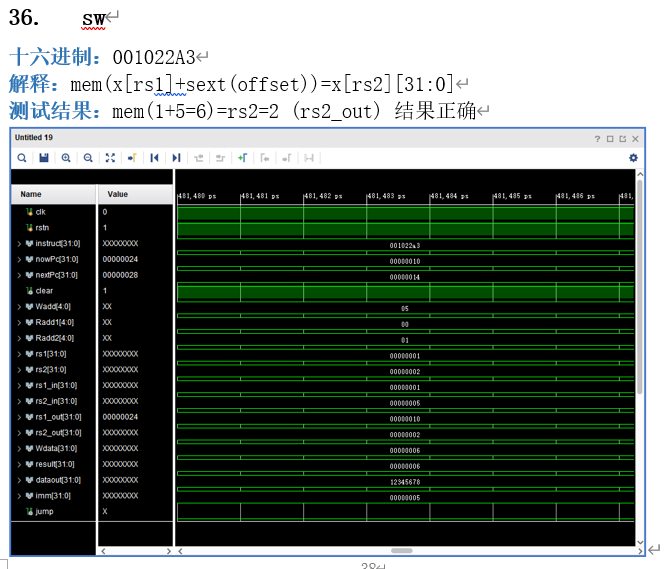 36. sw
十六进制：001022A3
解释：mem(x[rs1]+sext(offset))=x[rs2][31:0]
测试结果：mem(1+5=6)=rs2=2 (rs2_out) 结果正确
Untitled 19
Name Value 481,480 ps 481,481 ps 481,482 ps 481,483 ps 481,484 ps 481,485 ps 481,486 ps 481,
clk 0
rstn 1
instruct[31:0] XXXXXXXX 001022a3
nowPc[31:0] 00000024 00000010
nextPc[31:0] 00000028 00000014
clear 1
Wadd[4:0] XX 05
Radd1[4:0] XX 00
Radd2[4:0] XX 01
rs1[31:0] XXXXXXXX 00000001
rs2[31:0] XXXXXXXX 00000002
rs1_in[31:0] XXXXXXXX 00000001
rs2_in[31:0] XXXXXXXX 00000005
rs1_out[31:0] 00000024 00000010
rs2_out[31:0] XXXXXXXX 00000002
Wdata[31:0] XXXXXXXX 00000006
result[31:0] XXXXXXXX 00000006
dataout[31:0] XXXXXXXX 12345678
imm[31:0] XXXXXXXX 00000005
jump X